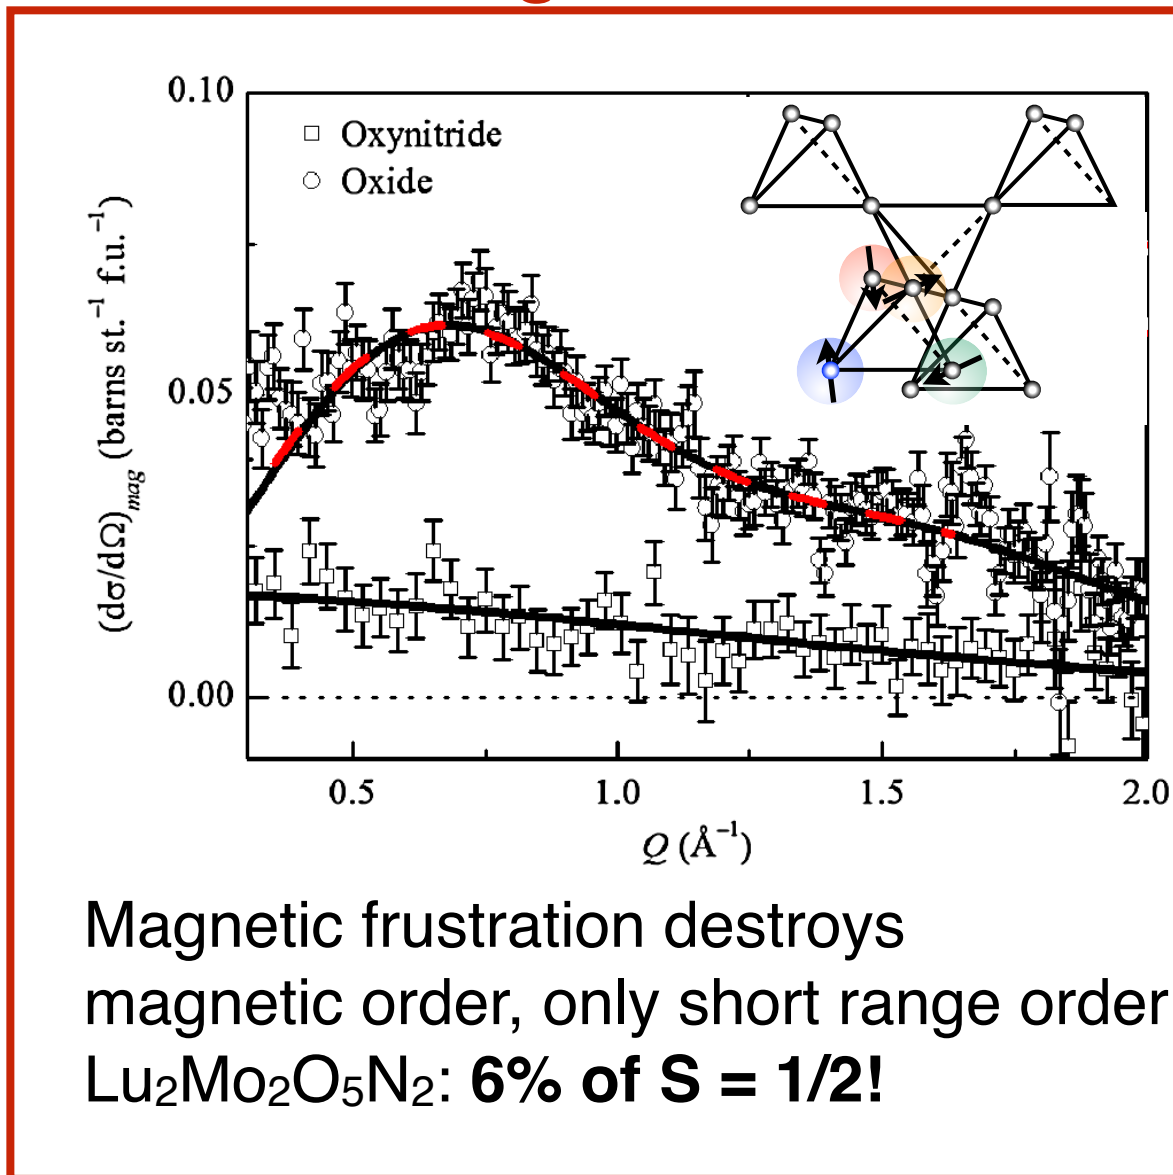 0.10
Oxynitride
Oxide
(dσ/dΩ)mag (barns st.⁻¹ f.u.⁻¹)
0.05
0.00
0.5 1.0 1.5 2.0
Q (Å⁻¹)
Magnetic frustration destroys
magnetic order, only short range order
Lu₂Mo₂O₅N₂: 6% of S = 1/2!